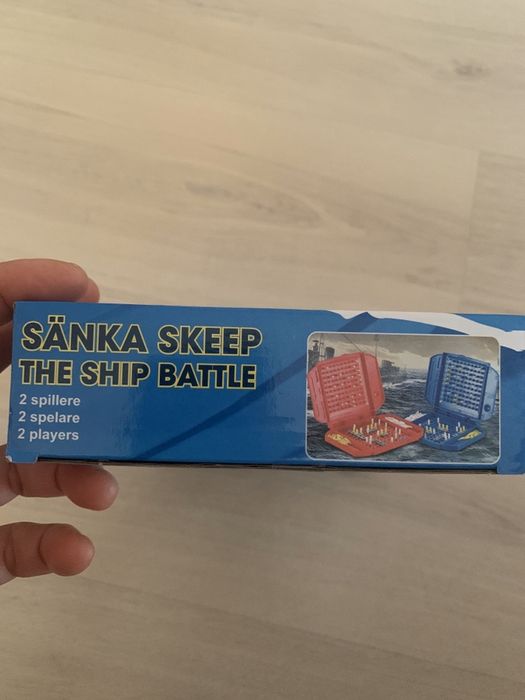 SÄNKA SKEEP
THE SHIP BATTLE
2 spillere
2 spelare
2 players